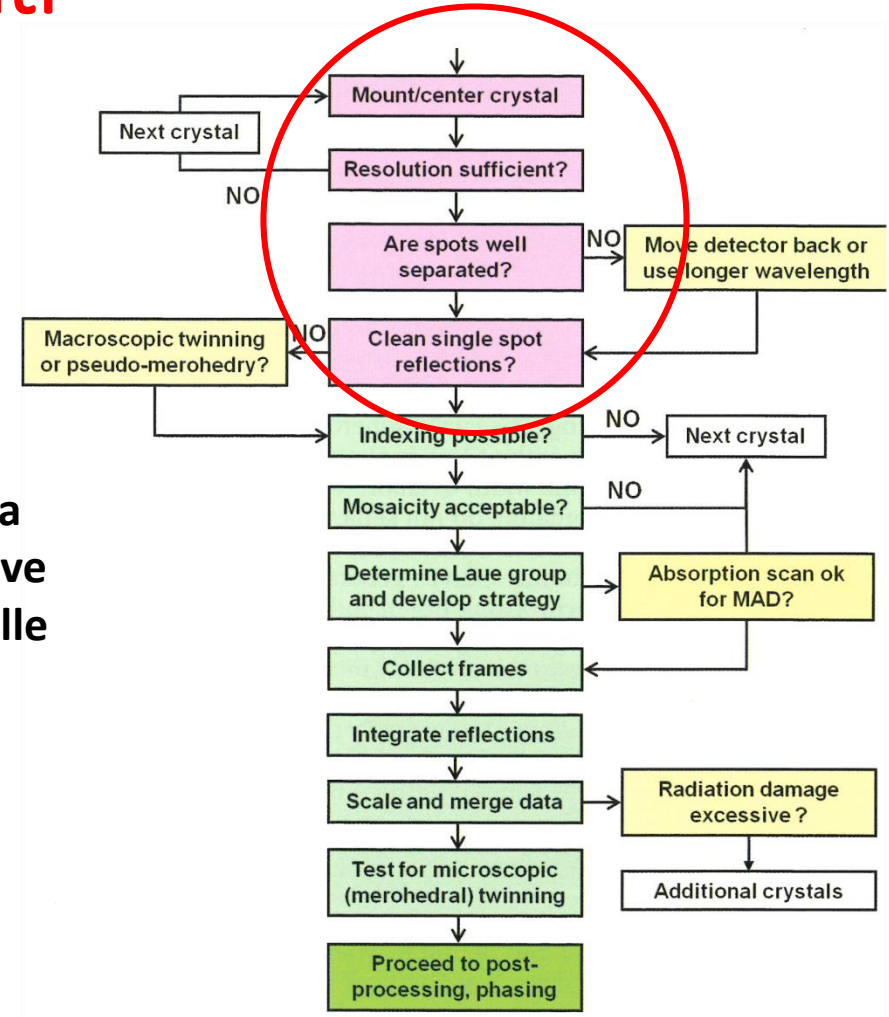 Mount/center crystal
Next crystal
Resolution sufficient?
NO
Are spots well
separated?
NO
Move detector back or
use longer wavelength
Macroscopic twinning
or pseudo-merohedry?
NO
Clean single spot
reflections?
Indexing possible?
NO
Next crystal
Mosaicity acceptable?
NO
a
ve
lle
Determine Laue group
and develop strategy
Absorption scan ok
for MAD?
Collect frames
Integrate reflections
Scale and merge data
Radiation damage
excessive ?
Test for microscopic
(merohedral) twinning
Additional crystals
Proceed to post-
processing, phasing